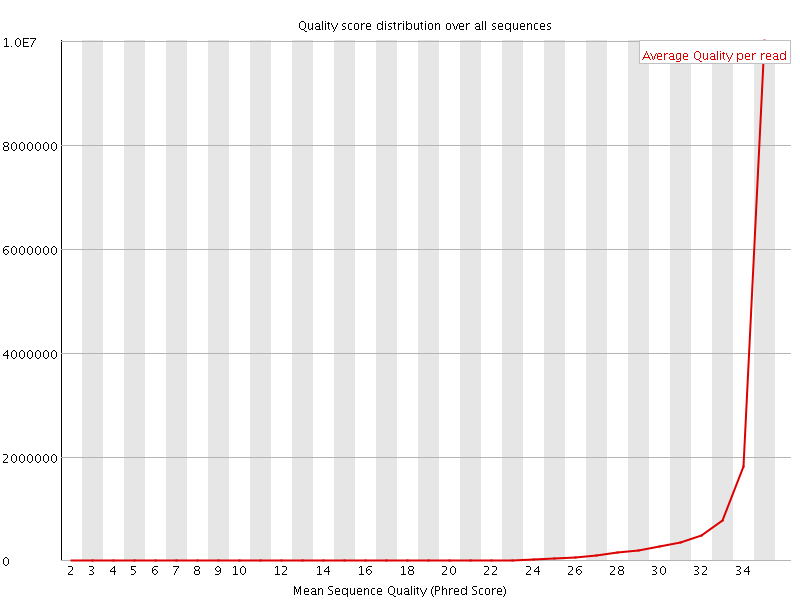 Quality score distribution over all sequences
1.0E7
Average Quality per read
8000000
6000000
4000000
2000000
0
2 3 4 5 6 7 8 9 10 12 14 16 18 20 22 24 26 28 30 32 34
Mean Sequence Quality (Phred Score)